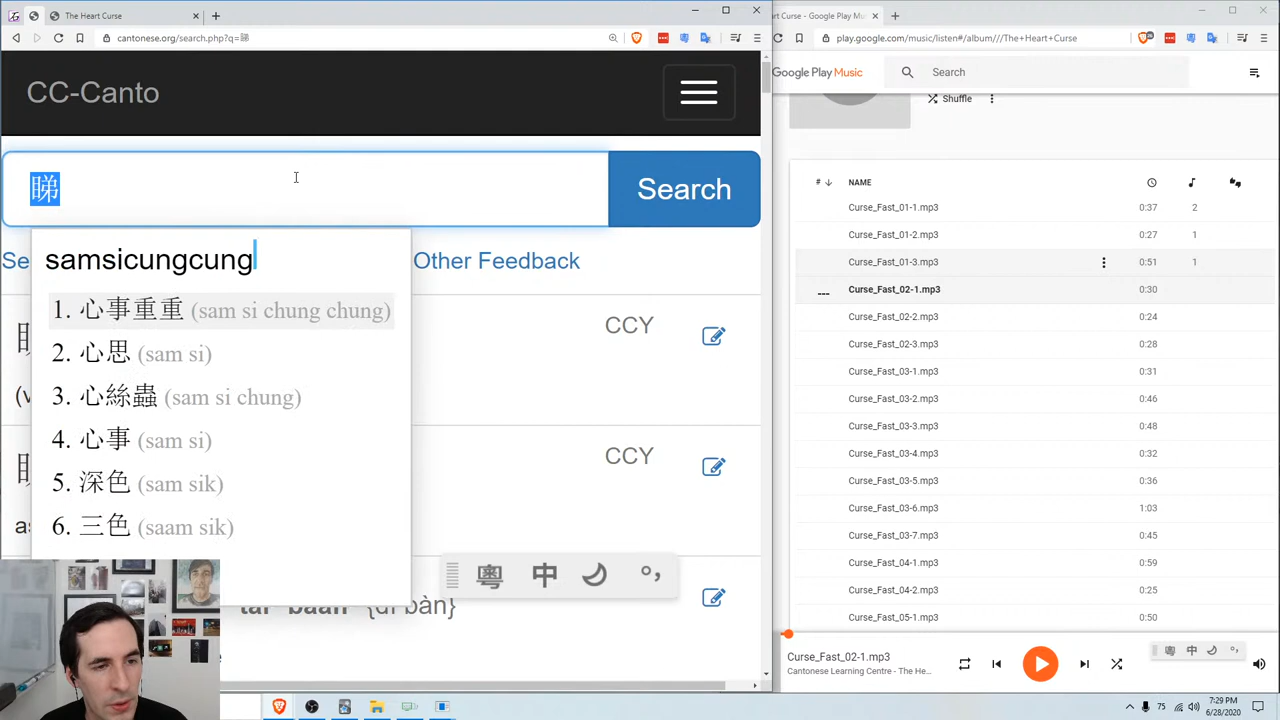 The Heart Curse
cantonese.org/search.php?q=睇
CC-Canto
睇
Search
samsicungcung
Other Feedback
1. 心事重重 (sam si chung chung)
2. 心思 (sam si)
3. 心絲蟲 (sam si chung)
4. 心事 (sam si)
5. 深色 (sam sik)
6. 三色 (saam sik)
CCY
CCY
{dì bàn}
粵 中
rt Curse - Google Play Music
play.google.com/music/listen#/album///The+Heart+Curse
Google Play Music
Search
Shuffle
# NAME
Curse_Fast_01-1.mp3 0:37 2
Curse_Fast_01-2.mp3 0:27 1
Curse_Fast_01-3.mp3 0:51 1
Curse_Fast_02-1.mp3 0:30
Curse_Fast_02-2.mp3 0:24
Curse_Fast_02-3.mp3 0:28
Curse_Fast_03-1.mp3 0:31
Curse_Fast_03-2.mp3 0:46
Curse_Fast_03-3.mp3 0:48
Curse_Fast_03-4.mp3 0:32
Curse_Fast_03-5.mp3 0:36
Curse_Fast_03-6.mp3 1:03
Curse_Fast_03-7.mp3 0:45
Curse_Fast_04-1.mp3 0:59
Curse_Fast_04-2.mp3 0:25
Curse_Fast_05-1.mp3 0:50
Curse_Fast_02-1.mp3
Cantonese Learning Centre - The He...
粵 中
75
7:29 PM
6/28/2020